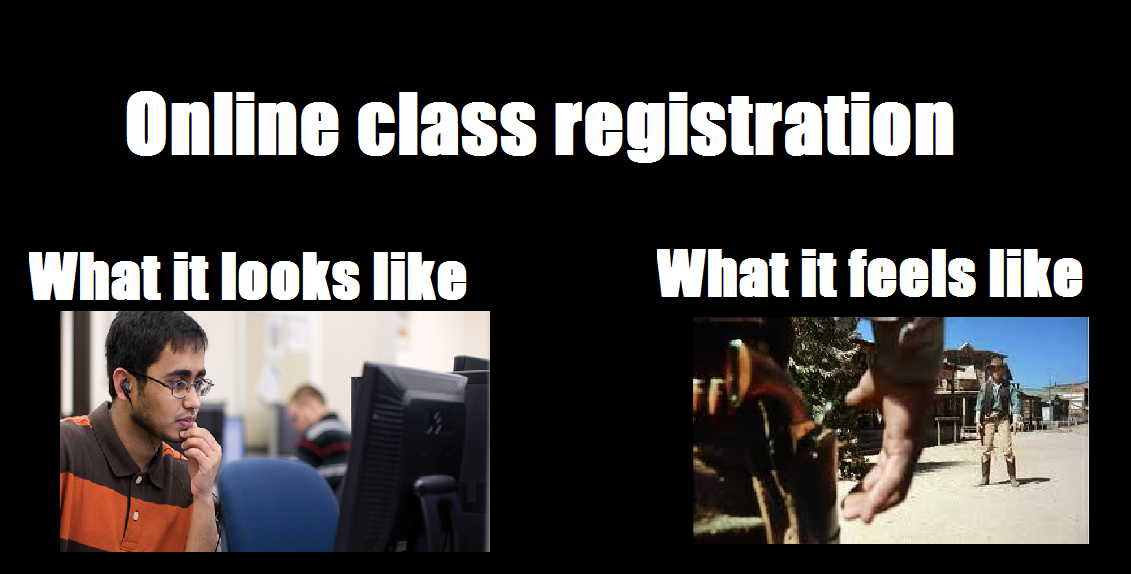 Online class registration
What it looks like
What it feels like